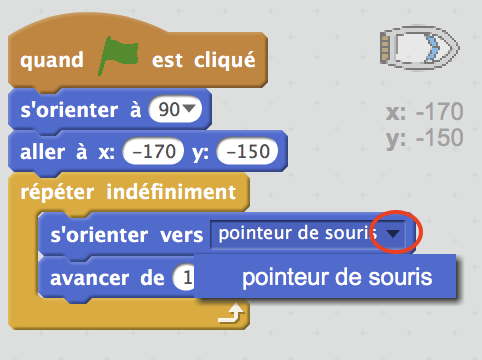 quand est cliqué
s'orienter à 90
aller à x: -170 y: -150
répéter indéfiniment
s'orienter vers pointeur de souris
avancer de 1
pointeur de souris
x: -170
y: -150